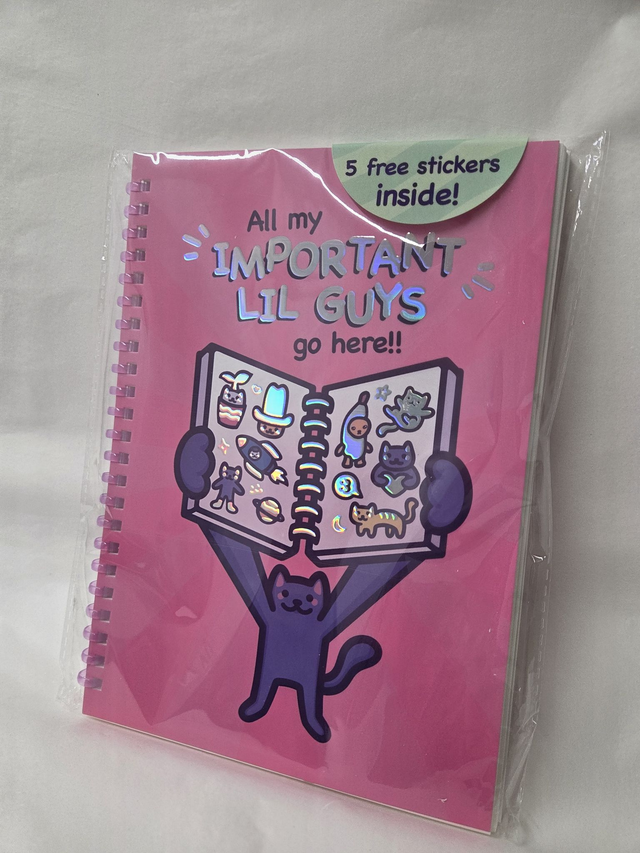 5 free stickers
inside!
All my
IMPORTANT
LIL GUYS
go here!!